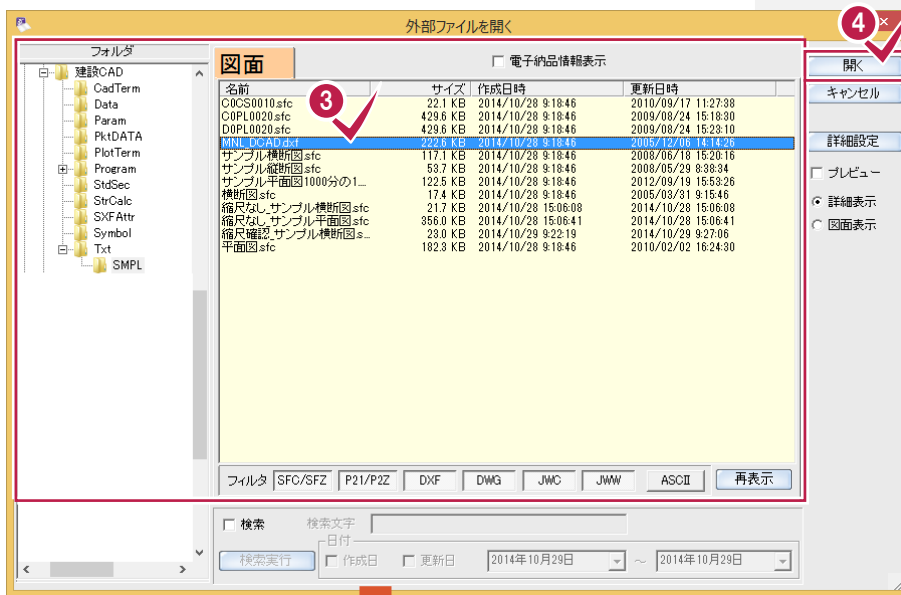 外部ファイルを開く
4
フォルダ
建設CAD
CadTerm
Data
Param
PktDATA
PlotTerm
Program
StdSec
StrCalc
SXFAttr
Symbol
Txt
SMPL
図面
電子納品情報表示
名前 サイズ 作成日時 更新日時
3
C0CS0010.sfc 22.1 KB 2014/10/28 9:18:46 2010/09/17 11:27:38
C0PL0020.sfc 429.6 KB 2014/10/28 9:18:46 2009/08/24 15:18:30
D0PL0020.sfc 429.6 KB 2014/10/28 9:18:46 2009/08/24 15:23:10
MNL_DCAD.dxf 222.6 KB 2014/10/28 9:18:46 2005/12/06 14:14:26
サンプル横断図.sfc 117.1 KB 2014/10/28 9:18:46 2008/06/18 15:20:16
サンプル縦断図.sfc 53.7 KB 2014/10/28 9:18:46 2008/05/29 8:38:34
サンプル平面図1000分の1... 122.5 KB 2014/10/28 9:18:46 2012/09/19 15:53:26
横断図.sfc 17.4 KB 2014/10/28 9:18:46 2005/03/31 9:15:46
縮尺なし_サンプル横断図.sfc 21.7 KB 2014/10/28 15:06:08 2014/10/28 15:06:08
縮尺なし_サンプル平面図.sfc 356.0 KB 2014/10/28 15:06:41 2014/10/28 15:06:41
縮尺確認_サンプル横断図.s... 23.0 KB 2014/10/29 9:22:19 2014/10/29 9:27:06
平面図.sfc 182.3 KB 2014/10/28 9:18:46 2010/02/02 16:24:30
フィルタ SFC/SFZ P21/P2Z DXF DWG JWC JWW ASCII 再表示
検索 検索文字
日付
検索実行 作成日 更新日 2014年10月29日 ～ 2014年10月29日
開く
キャンセル
詳細設定
プレビュー
詳細表示
図面表示